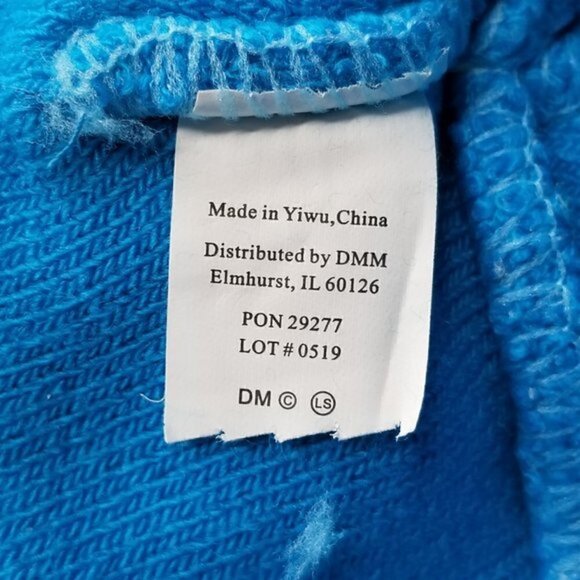 Made in Yiwu,China
Distributed by DMM
Elmhurst, IL 60126
PON 29277
LOT # 0519
DM © LS